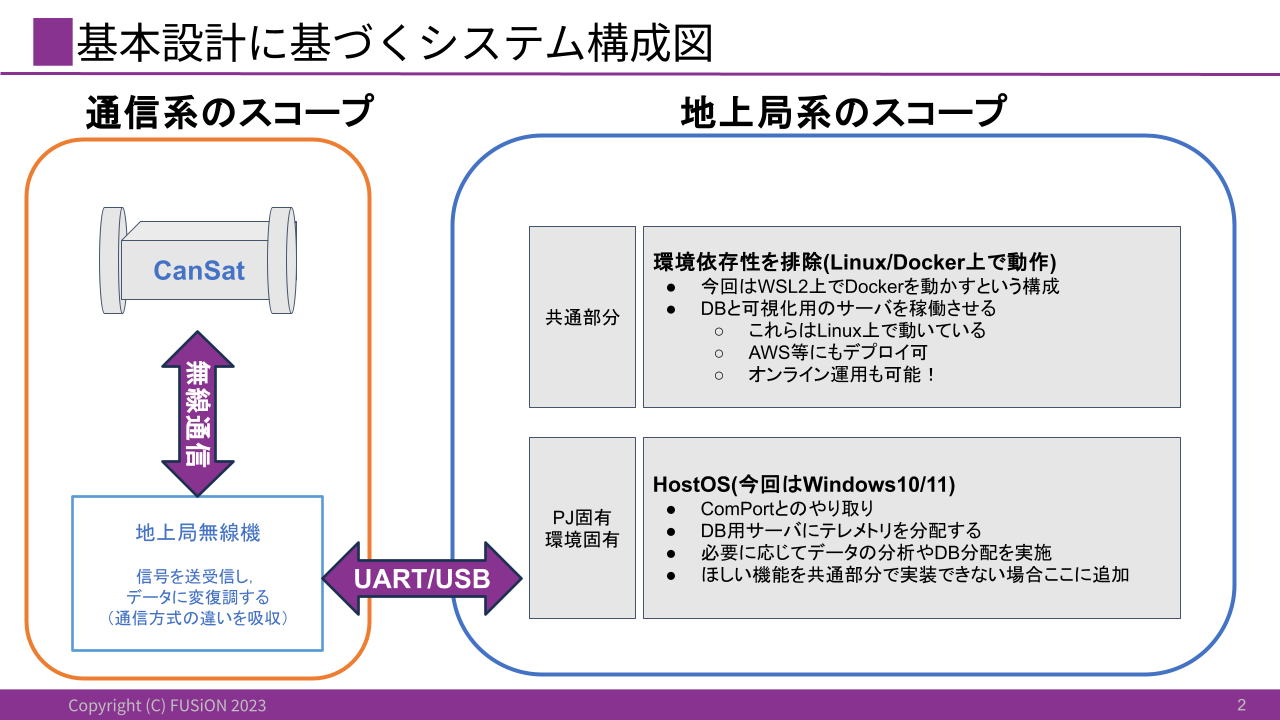 基本設計に基づくシステム構成図
通信系のスコープ
CanSat
無線通信
地上局無線機
信号を送受信し,
データに変復調する
（通信方式の違いを吸収）
UART/USB
地上局系のスコープ
共通部分
環境依存性を排除(Linux/Docker上で動作)
● 今回はWSL2上でDockerを動かすという構成
● DBと可視化用のサーバを稼働させる
○ これらはLinux上で動いている
○ AWS等にもデプロイ可
○ オンライン運用も可能！
PJ固有
環境固有
HostOS(今回はWindows10/11)
● ComPortとのやり取り
● DB用サーバにテレメトリを分配する
● 必要に応じてデータの分析やDB分配を実施
● ほしい機能を共通部分で実装できない場合ここに追加
Copyright (C) FUSiON 2023
2